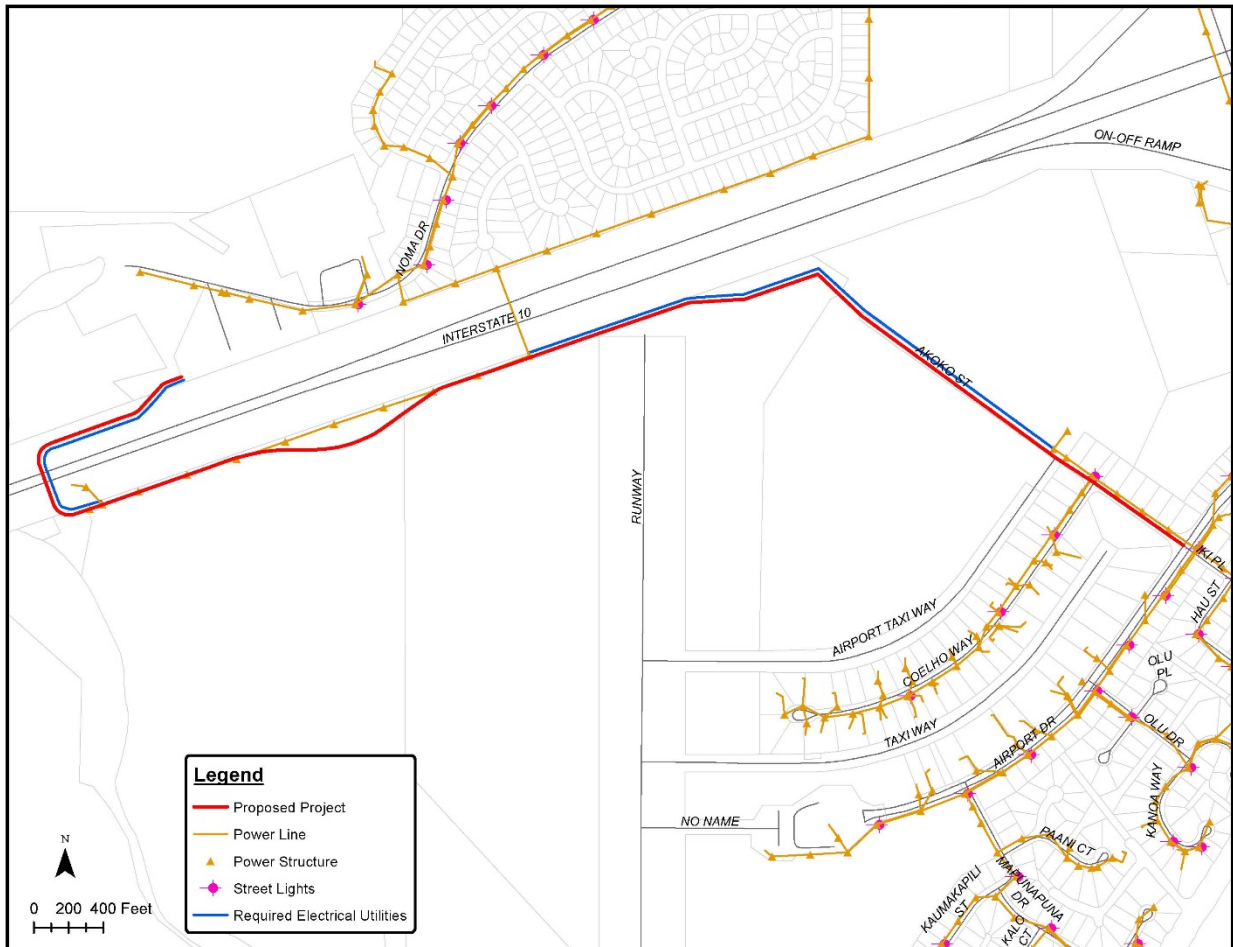 ON-OFF RAMP
NOMA DR
INTERSTATE 10
AKOKO ST
RUNWAY
IKI PL
HAU ST
AIRPORT TAXI WAY
COELHO WAY
OLU
PL
TAXI WAY
AIRPORT DR
OLU DR
KANOA WAY
NO NAME
PAANI CT
MAPUNAPUNA
DR
KAUMAKAPILI
ST
KALO
CT
Legend
Proposed Project
Power Line
Power Structure
Street Lights
Required Electrical Utilities
N
0 200 400 Feet